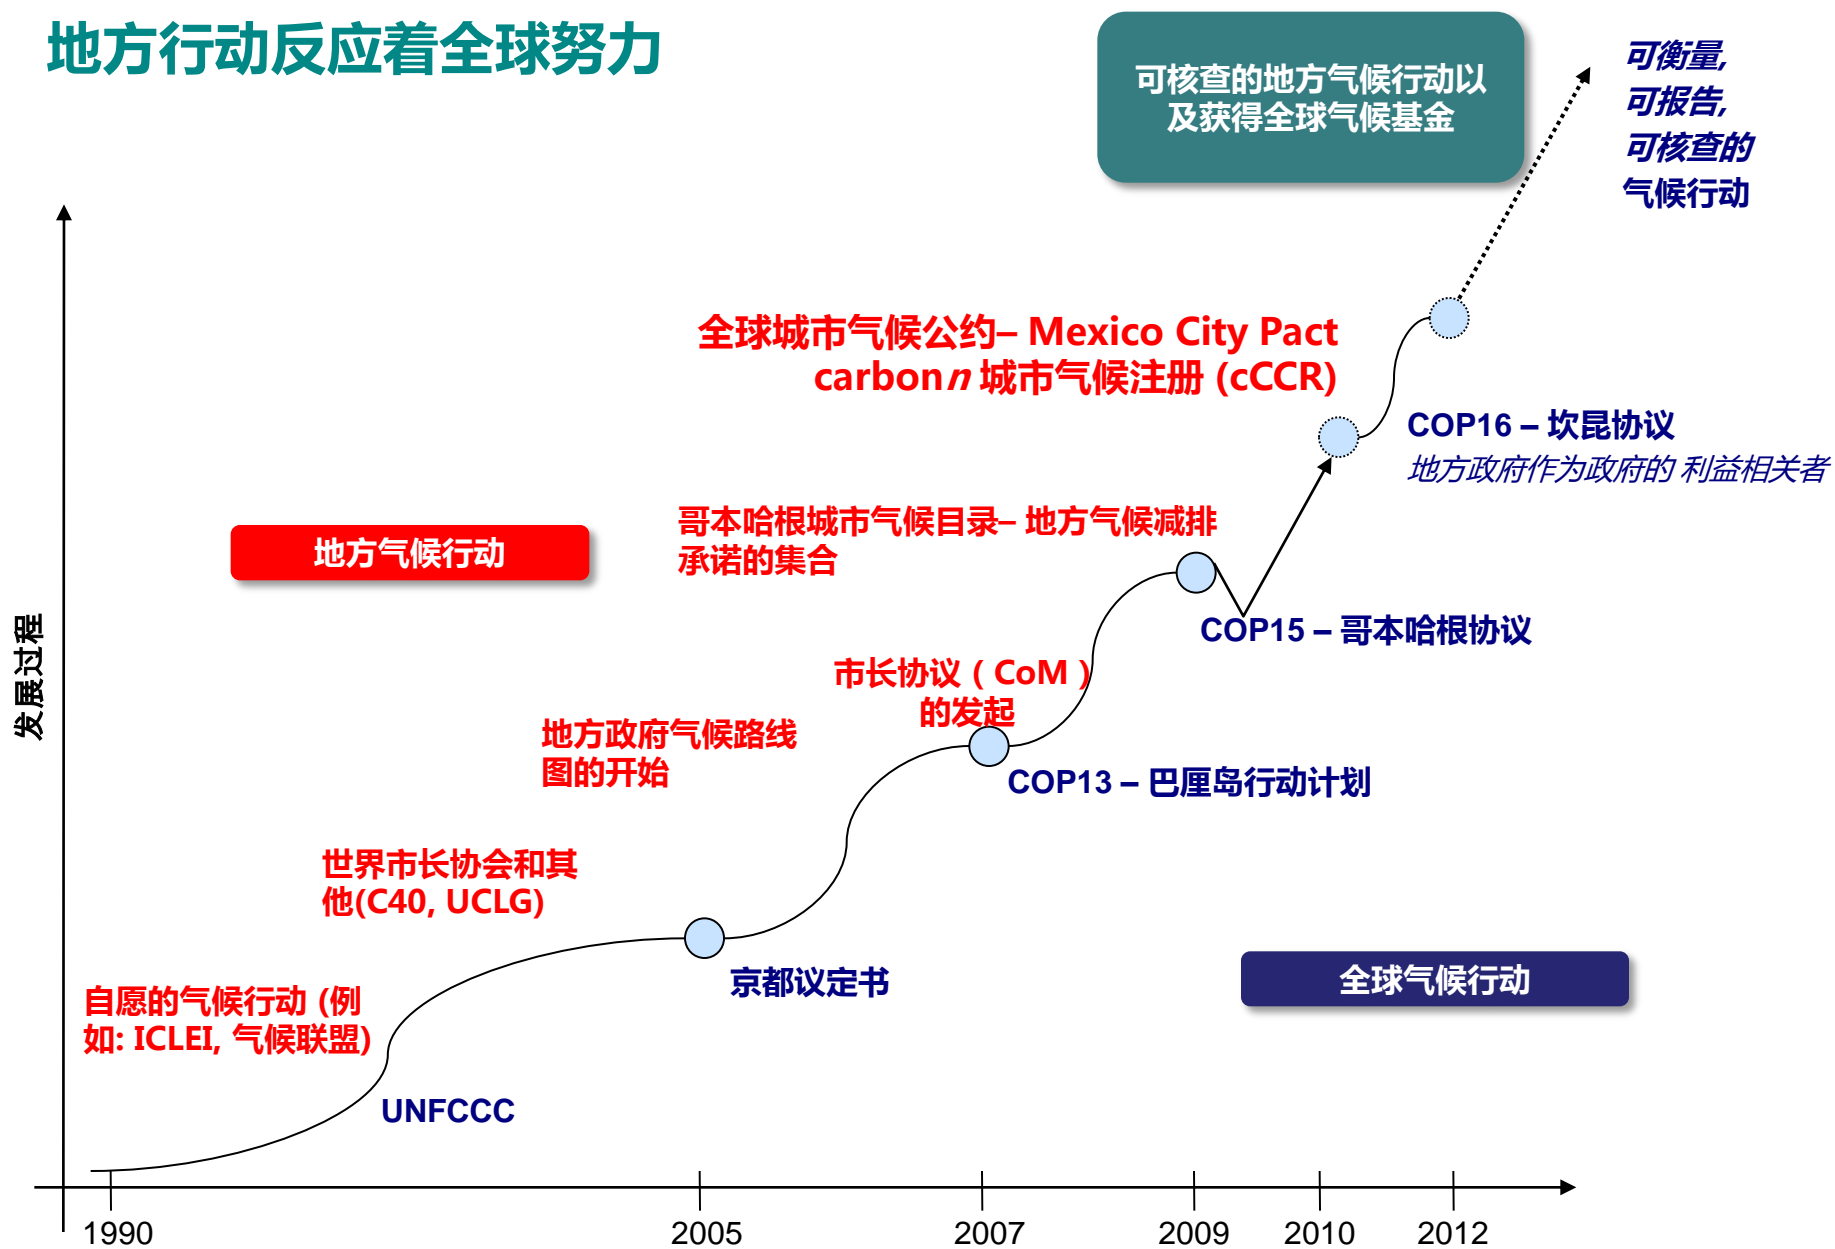 地方行动反应着全球努力
可核查的地方气候行动以
及获得全球气候基金
可衡量,
可报告,
可核查的
气候行动
全球城市气候公约– Mexico City Pact
carbonn 城市气候注册 (cCCR)
COP16 – 坎昆协议
地方政府作为政府的 利益相关者
地方气候行动
哥本哈根城市气候目录– 地方气候减排
承诺的集合
COP15 – 哥本哈根协议
发展过程
市长协议 ( CoM )
的发起
地方政府气候路线
图的开始
COP13 – 巴厘岛行动计划
世界市长协会和其
他(C40, UCLG)
京都议定书
全球气候行动
自愿的气候行动 (例
如: ICLEI, 气候联盟)
UNFCCC
1990 2005 2007 2009 2010 2012